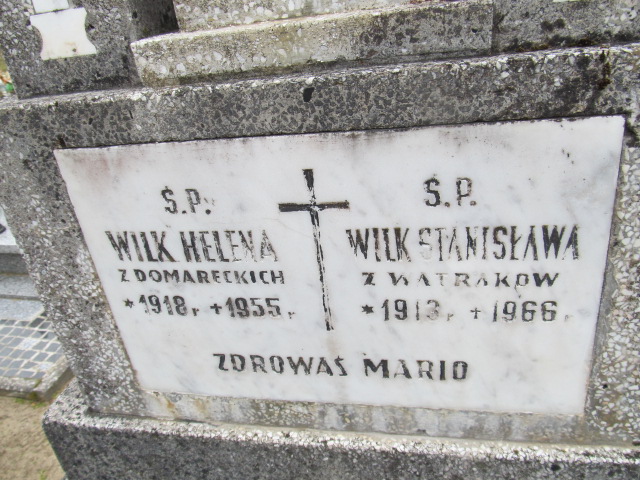 Ś.P.
WILK HELENA
Z DOMARECKICH
*1918r +1955r
Ś.P.
WILK STANISŁAWA
Z WATRAKÓW
*1913r +1966r
ZDROWAŚ MARIO